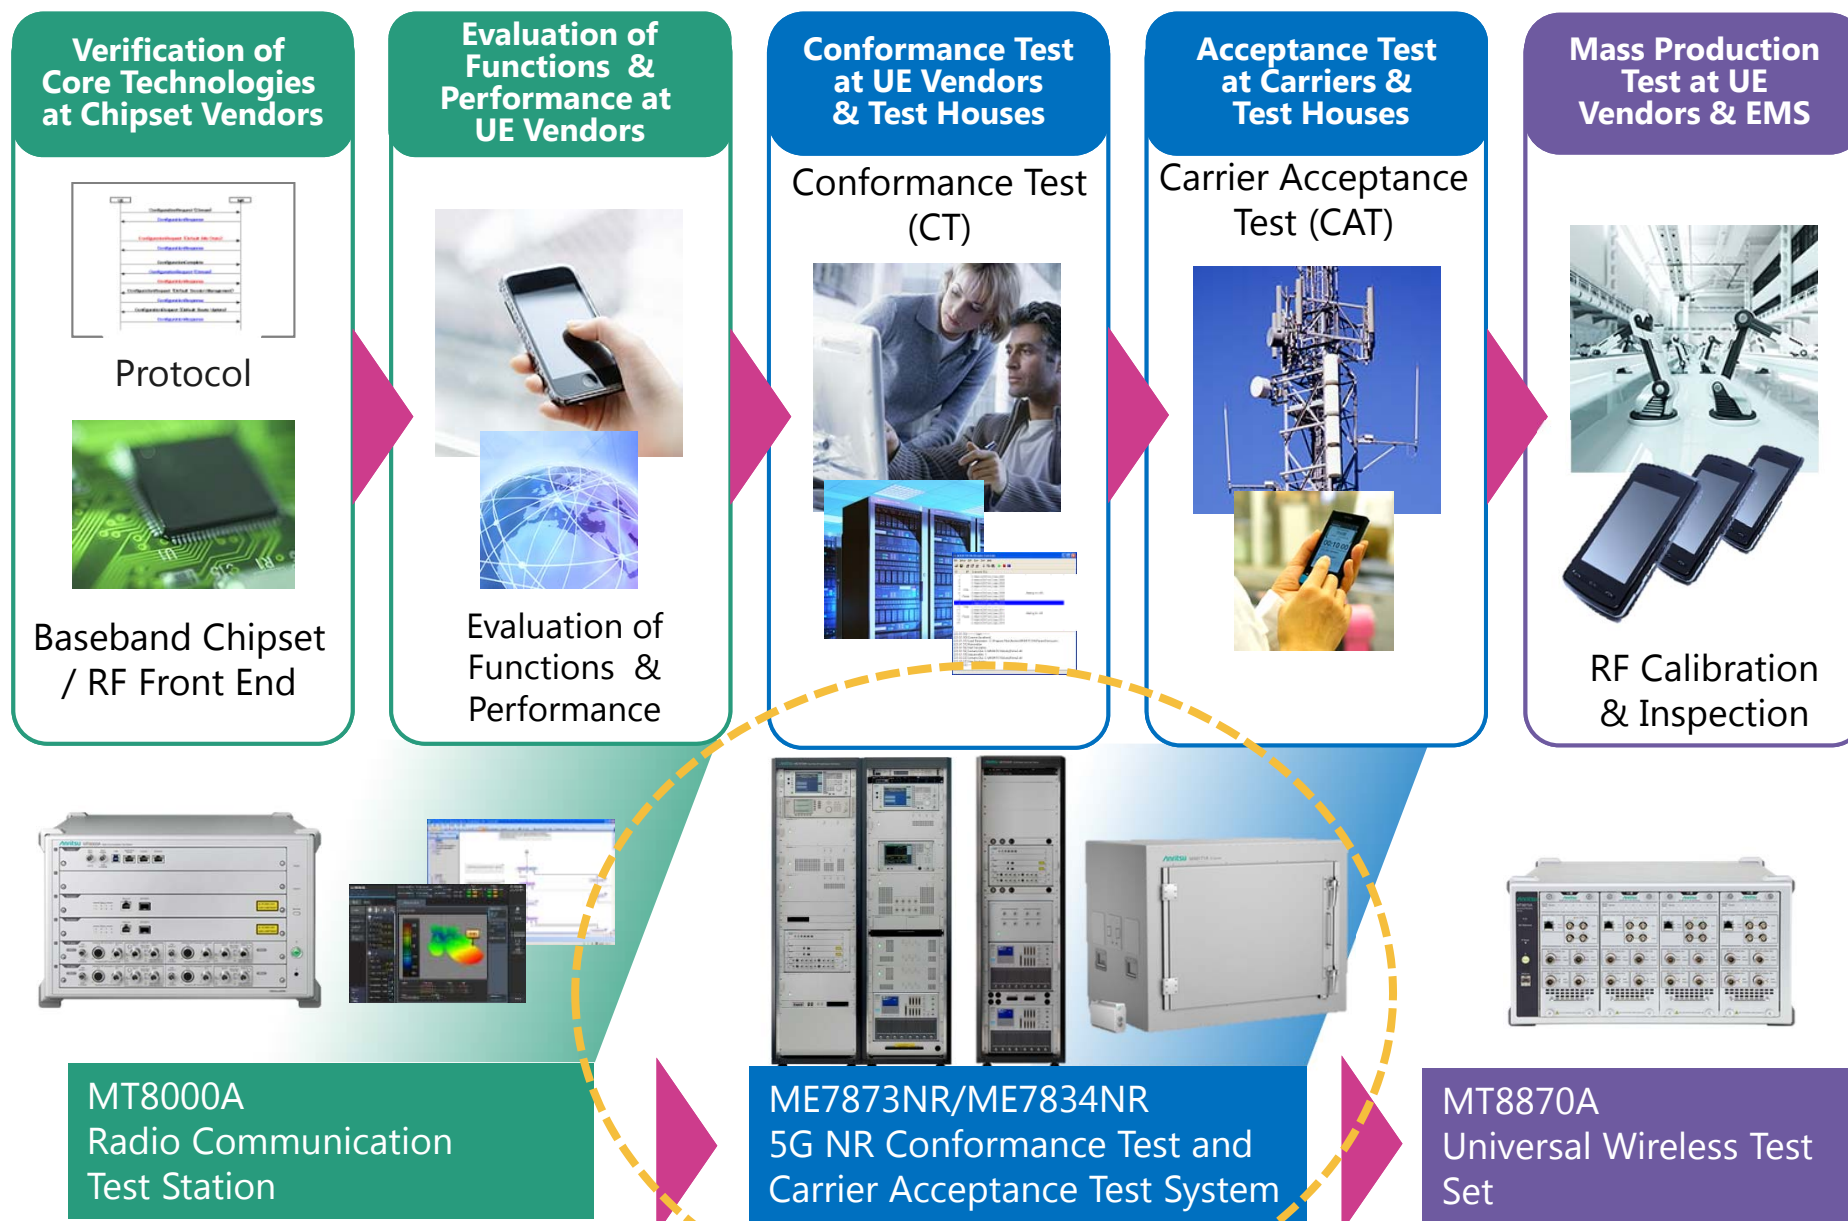 Verification of
Core Technologies
at Chipset Vendors
Evaluation of
Functions &
Performance at
UE Vendors
Conformance Test
at UE Vendors
& Test Houses
Acceptance Test
at Carriers &
Test Houses
Mass Production
Test at UE
Vendors & EMS
Protocol
Baseband Chipset
/ RF Front End
Evaluation of
Functions &
Performance
Conformance Test
(CT)
Carrier Acceptance
Test (CAT)
RF Calibration
& Inspection
Anritsu
Anritsu
MT8000A
Radio Communication
Test Station
ME7873NR/ME7834NR
5G NR Conformance Test and
Carrier Acceptance Test System
MT8870A
Universal Wireless Test
Set